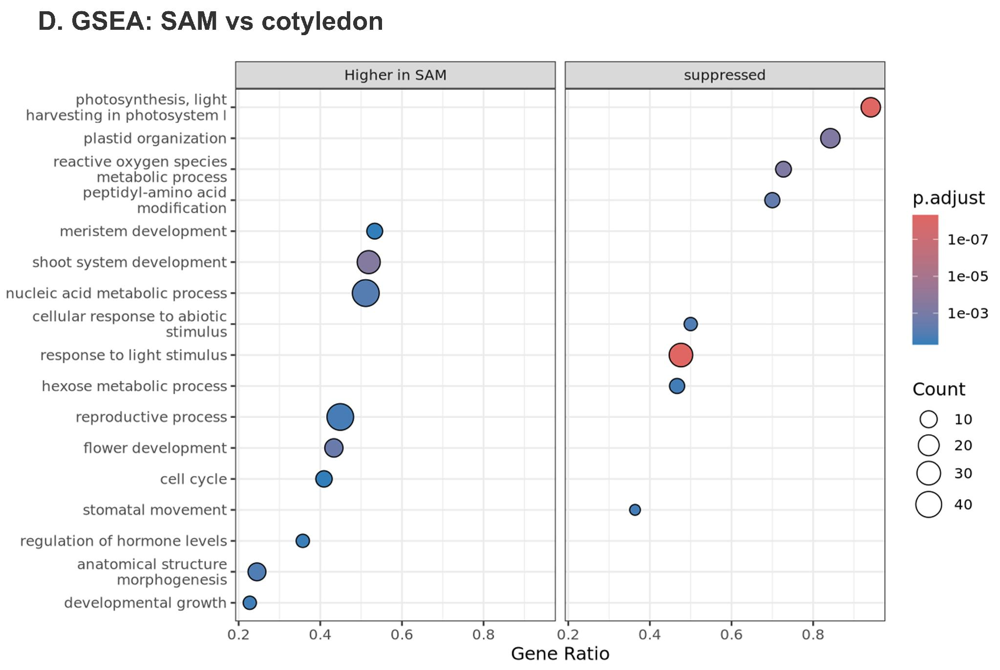 D. GSEA: SAM vs cotyledon
Higher in SAM
suppressed
photosynthesis, light
harvesting in photosystem I
plastid organization
reactive oxygen species
metabolic process
peptidyl-amino acid
modification
meristem development
shoot system development
nucleic acid metabolic process
cellular response to abiotic
stimulus
response to light stimulus
hexose metabolic process
reproductive process
flower development
cell cycle
stomatal movement
regulation of hormone levels
anatomical structure
morphogenesis
developmental growth
0.2 0.4 0.6 0.8 0.2 0.4 0.6 0.8
Gene Ratio
p.adjust
1e-07
1e-05
1e-03
Count
10
20
30
40